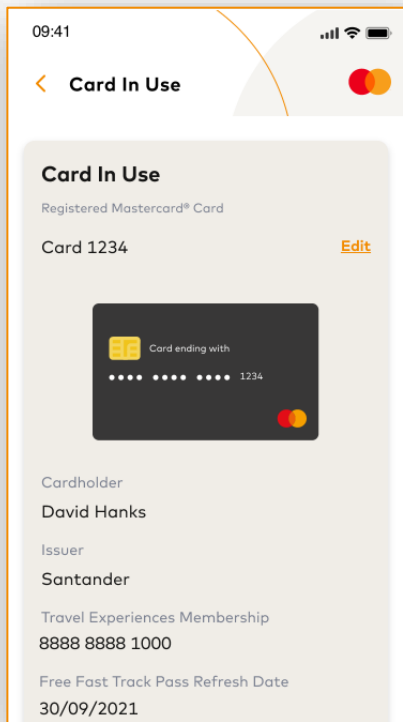 09:41
Card In Use
Card In Use
Registered Mastercard® Card
Card 1234
Edit
Card ending with
•••• •••• •••• 1234
Cardholder
David Hanks
Issuer
Santander
Travel Experiences Membership
8888 8888 1000
Free Fast Track Pass Refresh Date
30/09/2021